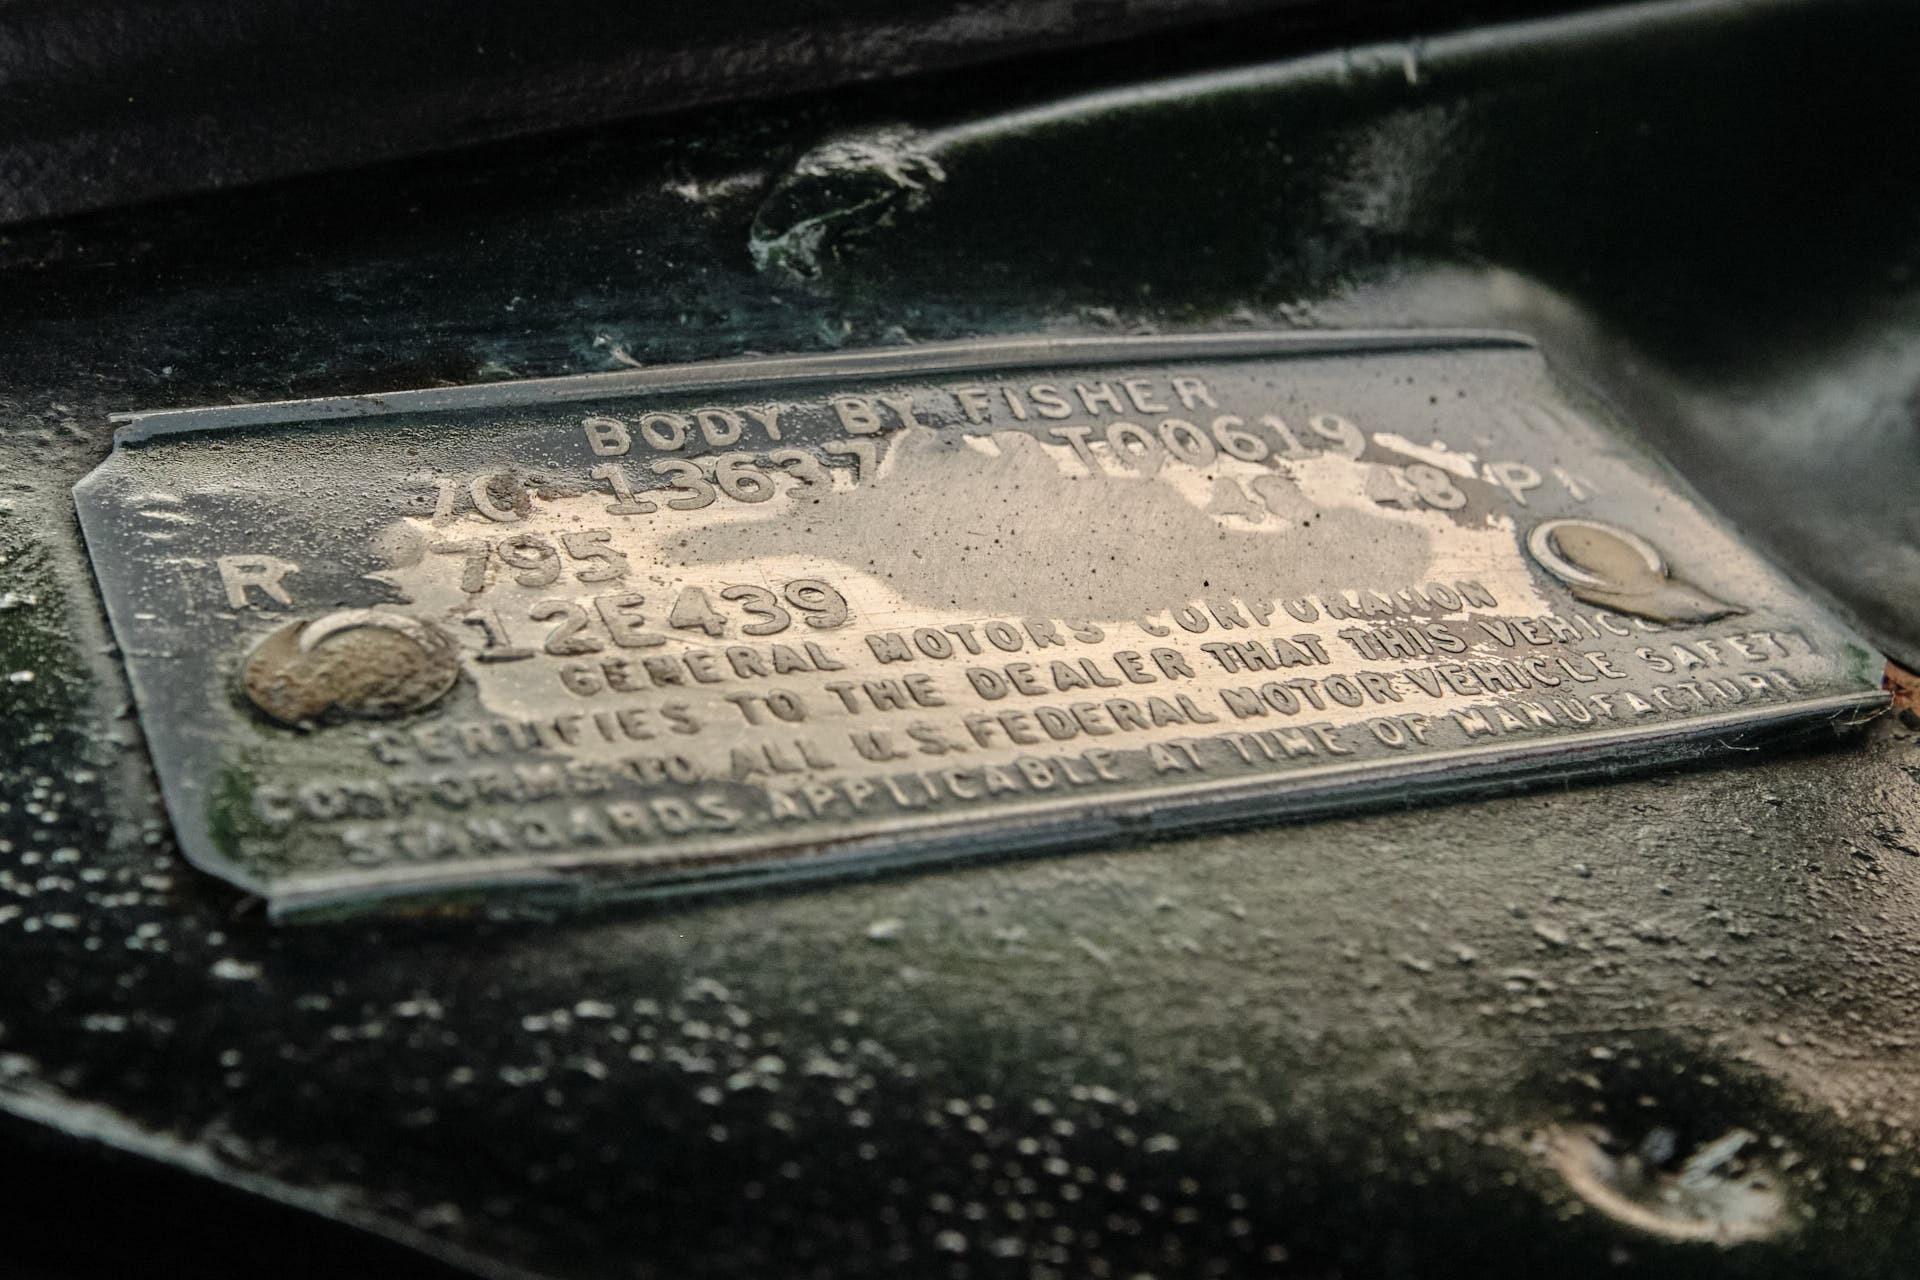 BODY BY FISHER
13637 T00619
48 48 P
R 795
12E439
GENERAL MOTORS CORPORATION
CERTIFIES TO THE DEALER THAT THIS VEHICLE
CONFORMS TO ALL U.S. FEDERAL MOTOR VEHICLE SAFETY
STANDARDS APPLICABLE AT TIME OF MANUFACTURE